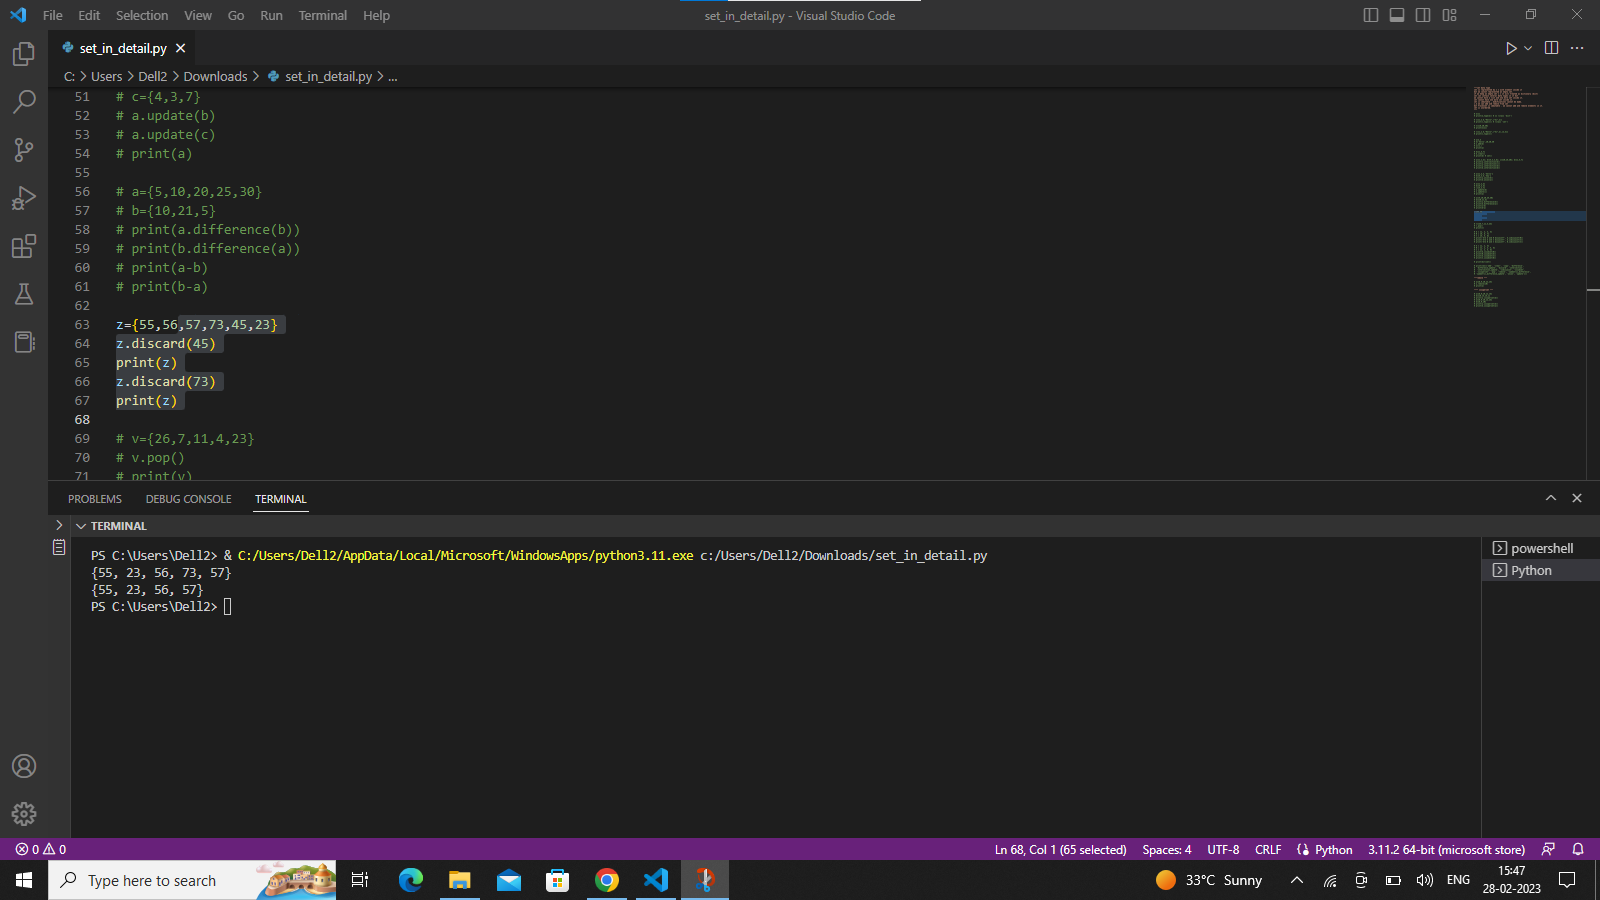 File Edit Selection View Go Run Terminal Help
set_in_detail.py - Visual Studio Code
set_in_detail.py
C: > Users > Dell2 > Downloads > set_in_detail.py > ...
51 # c={4,3,7}
52 # a.update(b)
53 # a.update(c)
54 # print(a)
55
56 # a={5,10,20,25,30}
57 # b={10,21,5}
58 # print(a.difference(b))
59 # print(b.difference(a))
60 # print(a-b)
61 # print(b-a)
62
63 z={55,56,57,73,45,23}
64 z.discard(45)
65 print(z)
66 z.discard(73)
67 print(z)
68
69 # v={26,7,11,4,23}
70 # v.pop()
71 # print(v)
PROBLEMS DEBUG CONSOLE TERMINAL
TERMINAL
PS C:\Users\Dell2> & C:/Users/Dell2/AppData/Local/Microsoft/WindowsApps/python3.11.exe c:/Users/Dell2/Downloads/set_in_detail.py
{55, 23, 56, 73, 57}
{55, 23, 56, 57}
PS C:\Users\Dell2>
powershell
Python
0 0
Ln 68, Col 1 (65 selected) Spaces: 4 UTF-8 CRLF Python 3.11.2 64-bit (microsoft store)
Type here to search
33°C Sunny
ENG
15:47
28-02-2023